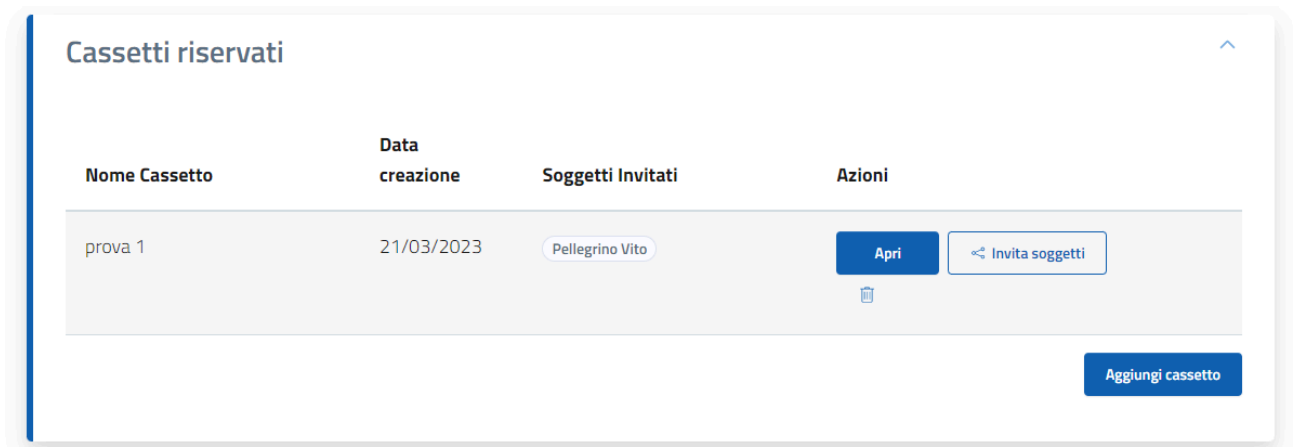 Cassetti riservati
Data
Nome Cassetto creazione Soggetti Invitati Azioni
prova 1 21/03/2023 Pellegrino Vito Apri Invita soggetti
Aggiungi cassetto